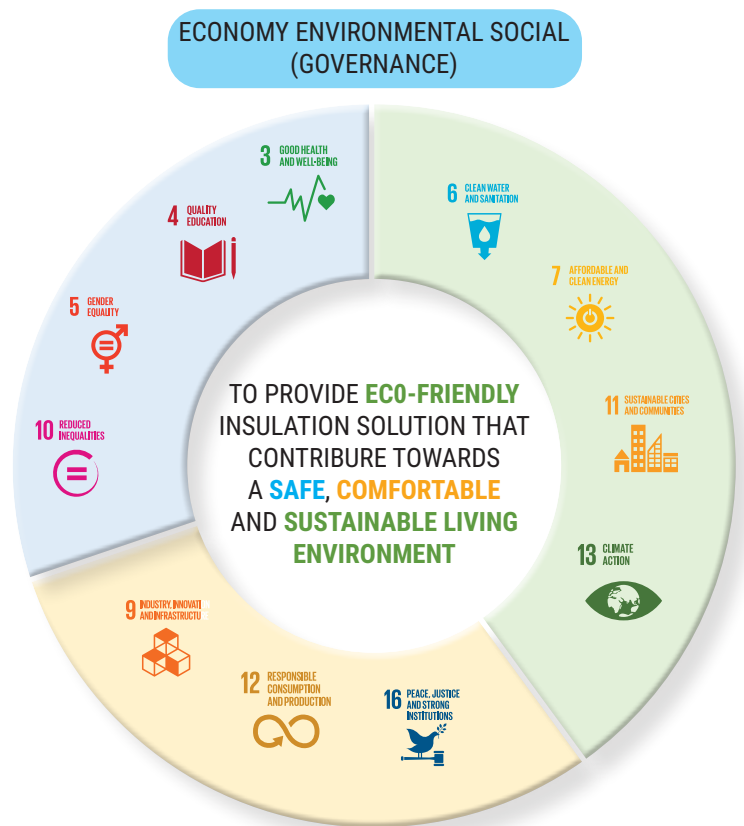 ECONOMY ENVIRONMENTAL SOCIAL
(GOVERNANCE)
3 GOOD HEALTH
AND WELL-BEING
4 QUALITY
EDUCATION
5 GENDER
EQUALITY
10 REDUCED
INEQUALITIES
6 CLEAN WATER
AND SANITATION
7 AFFORDABLE AND
CLEAN ENERGY
11 SUSTAINABLE CITIES
AND COMMUNITIES
13 CLIMATE
ACTION
TO PROVIDE EC0-FRIENDLY
INSULATION SOLUTION THAT
CONTRIBURE TOWARDS
A SAFE, COMFORTABLE
AND SUSTAINABLE LIVING
ENVIRONMENT
9 INDUSTRY, INNOVATI
AND INFRASTRUCTU
12 RESPONSIBLE
CONSUMPTION
AND PRODUCTION
16 PEACE, JUSTICE
AND STRONG
INSTITUTIONS